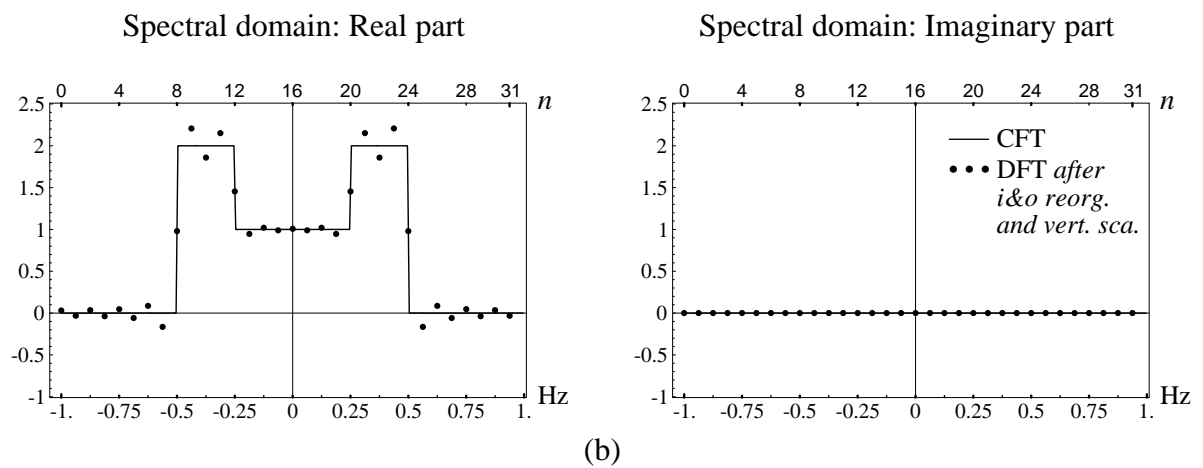 Spectral domain: Real part
0 4 8 12 16 20 24 28 31 n
2.5
2
1.5
1
0.5
0
-0.5
-1
-1. -0.75 -0.5 -0.25 0 0.25 0.5 0.75 1. Hz
Spectral domain: Imaginary part
0 4 8 12 16 20 24 28 31 n
2.5
2
1.5
1
0.5
0
-0.5
-1
CFT
DFT after
i&o reorg.
and vert. sca.
-1. -0.75 -0.5 -0.25 0 0.25 0.5 0.75 1. Hz
(b)